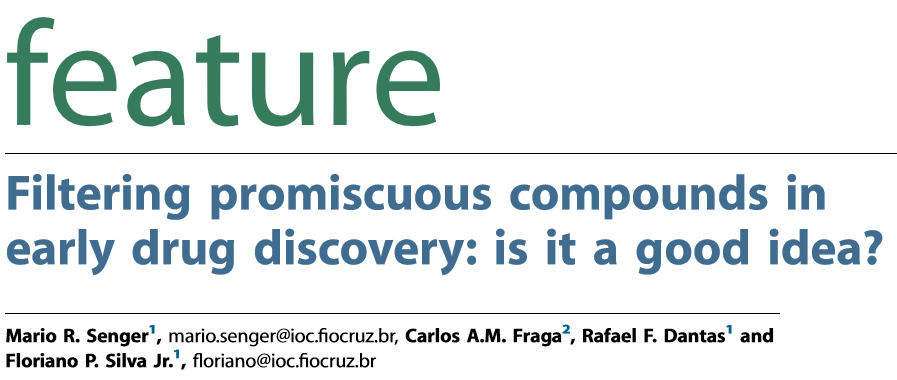 feature
Filtering promiscuous compounds in
early drug discovery: is it a good idea?
Mario R. Senger¹, mario.senger@ioc.fiocruz.br, Carlos A.M. Fraga², Rafael F. Dantas¹ and
Floriano P. Silva Jr.¹, floriano@ioc.fiocruz.br